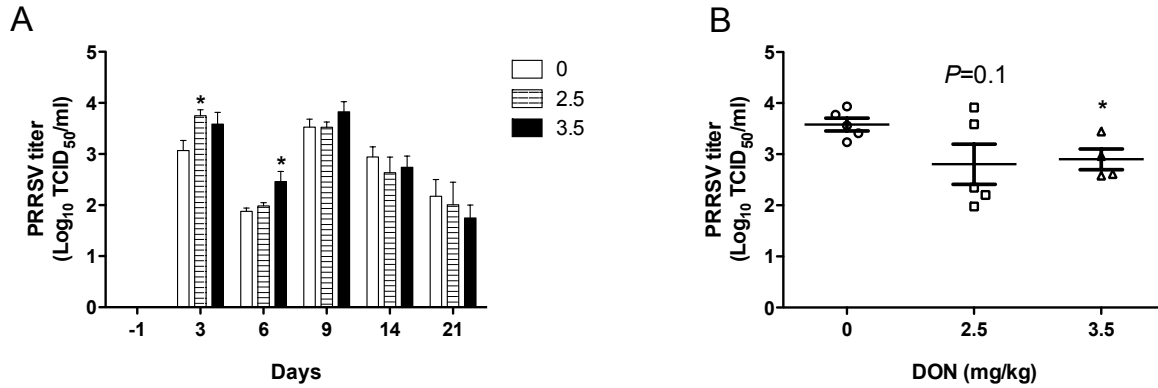 A
PRRSV titer
(Log10 TCID50/ml)
5
4
3
2
1
0
*
*
-1 3 6 9 14 21
Days
0
2.5
3.5
B
PRRSV titer
(Log10 TCID50/ml)
5
4
3
2
1
0
P=0.1
*
0 2.5 3.5
DON (mg/kg)